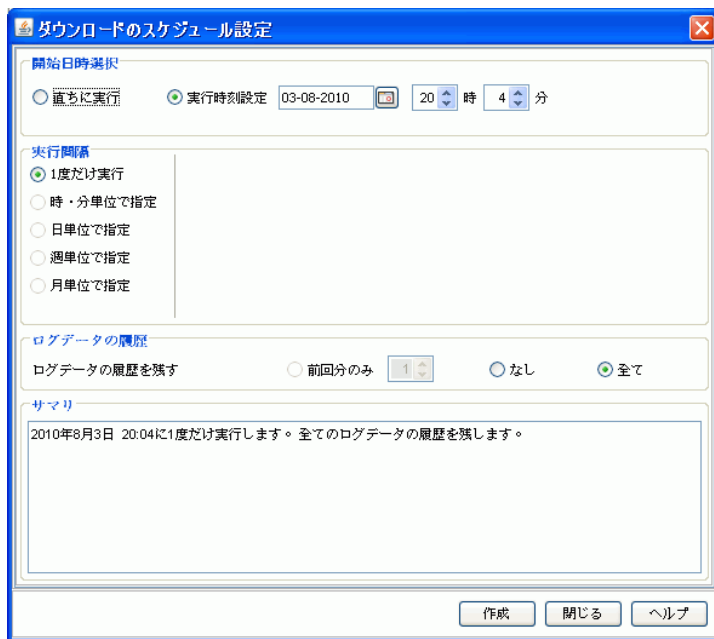 ダウンロードのスケジュール設定
開始日時選択
直ちに実行 実行時刻設定 03-08-2010 20 時 4 分
実行間隔
1度だけ実行
時・分単位で指定
日単位で指定
週単位で指定
月単位で指定
ログデータの履歴
ログデータの履歴を残す 前回分のみ 1 なし 全て
サマリ
2010年8月3日 20:04に1度だけ実行します。全てのログデータの履歴を残します。
作成 閉じる ヘルプ